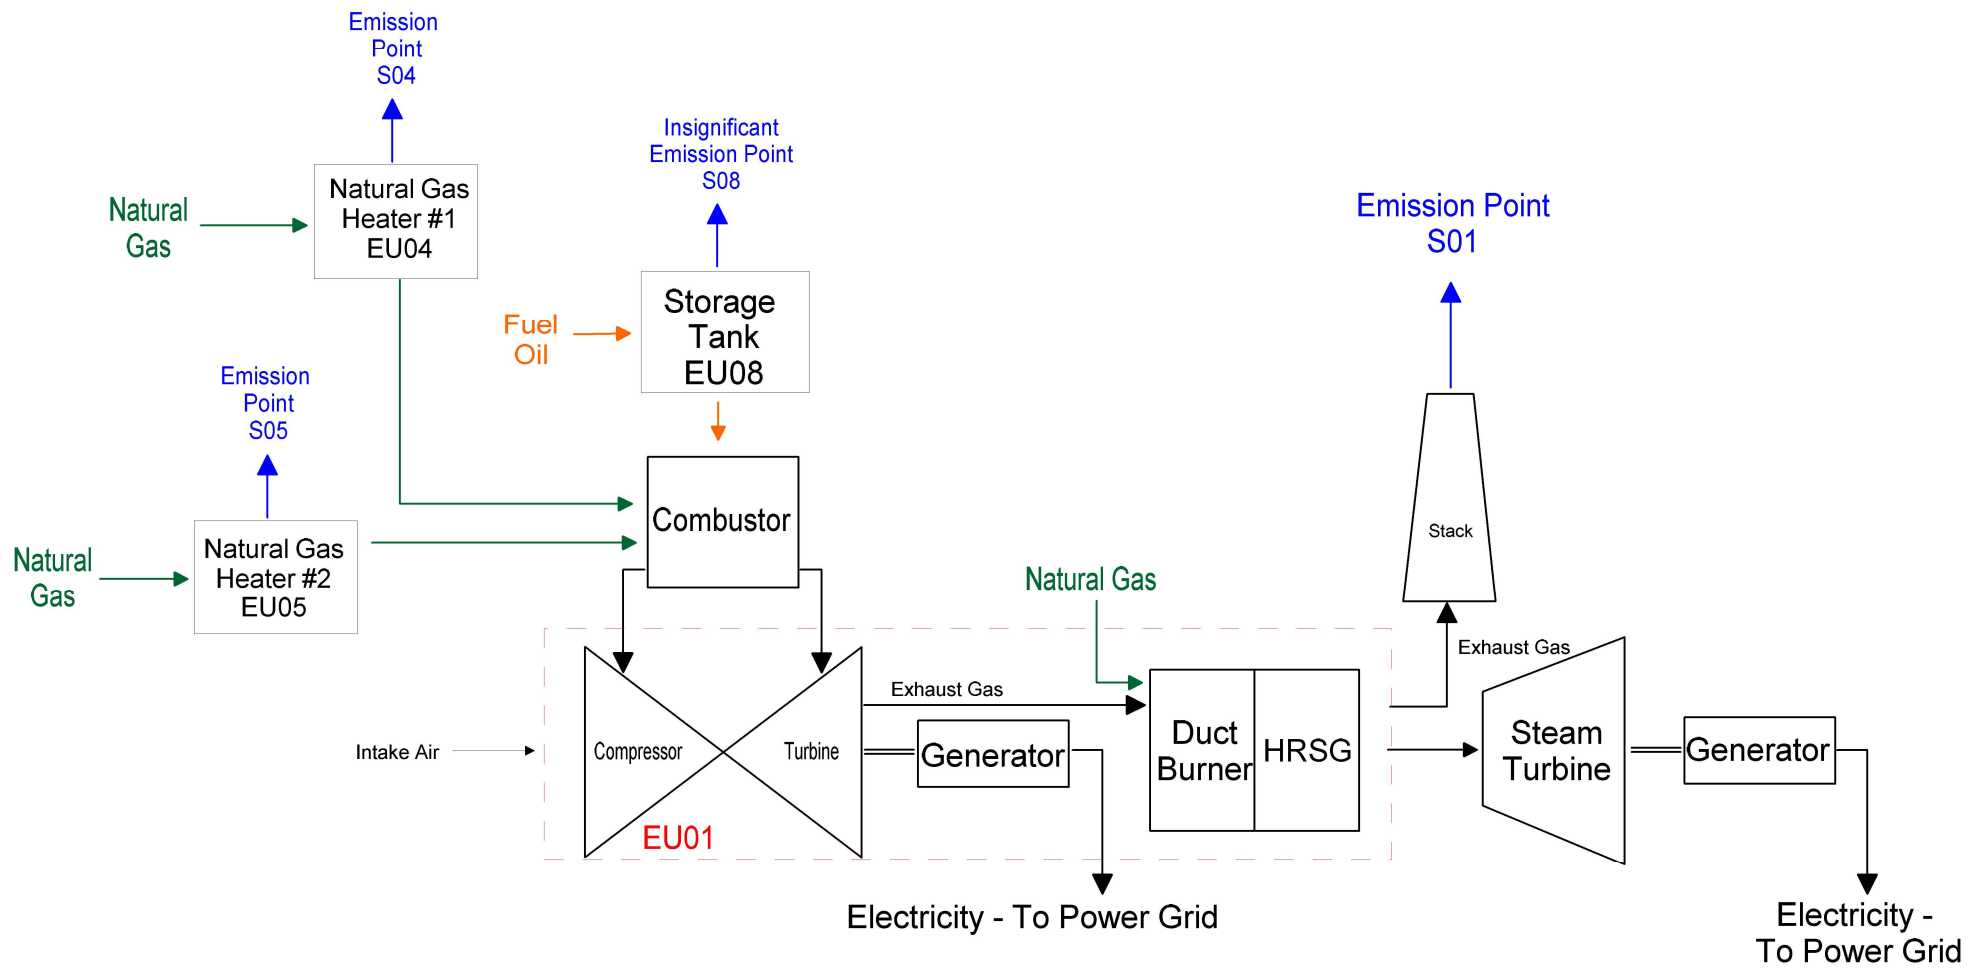 Emission
Point
S04
Insignificant
Emission Point
S08
Natural Gas
Heater #1
EU04
Natural
Gas
Emission Point
S01
Storage
Tank
EU08
Fuel
Oil
Emission
Point
S05
Combustor
Stack
Natural Gas
Heater #2
EU05
Natural
Gas
Natural Gas
Exhaust Gas
Exhaust Gas
Intake Air
Compressor
Turbine
Generator
Duct
Burner
HRSG
Steam
Turbine
Generator
EU01
Electricity - To Power Grid
Electricity -
To Power Grid